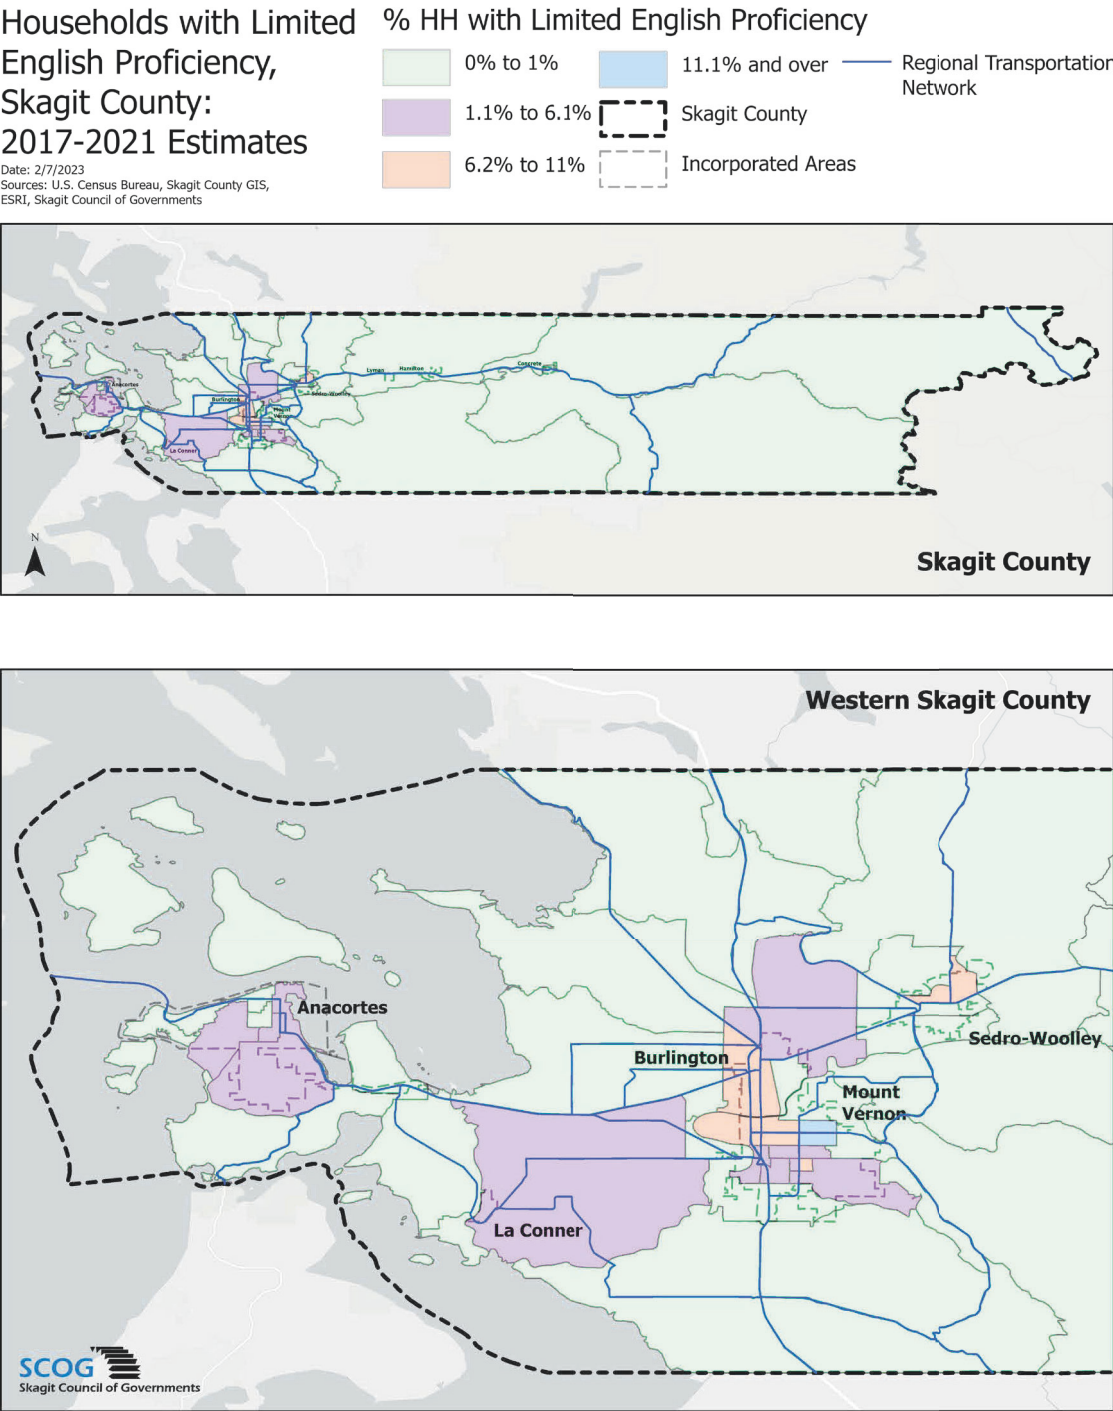 Households with Limited
English Proficiency,
Skagit County:
2017-2021 Estimates
Date: 2/7/2023
Sources: U.S. Census Bureau, Skagit County GIS,
ESRI, Skagit Council of Governments
% HH with Limited English Proficiency
0% to 1%
1.1% to 6.1%
6.2% to 11%
11.1% and over
Skagit County
Incorporated Areas
Regional Transportation
Network
Anacortes
Burlington
Mount
Vernon
La Conner
Sedro-Woolley
Lyman
Hamilton
Concrete
N
Skagit County
Western Skagit County
Anacortes
Burlington
Sedro-Woolley
Mount
Vernon
La Conner
SCOG
Skagit Council of Governments